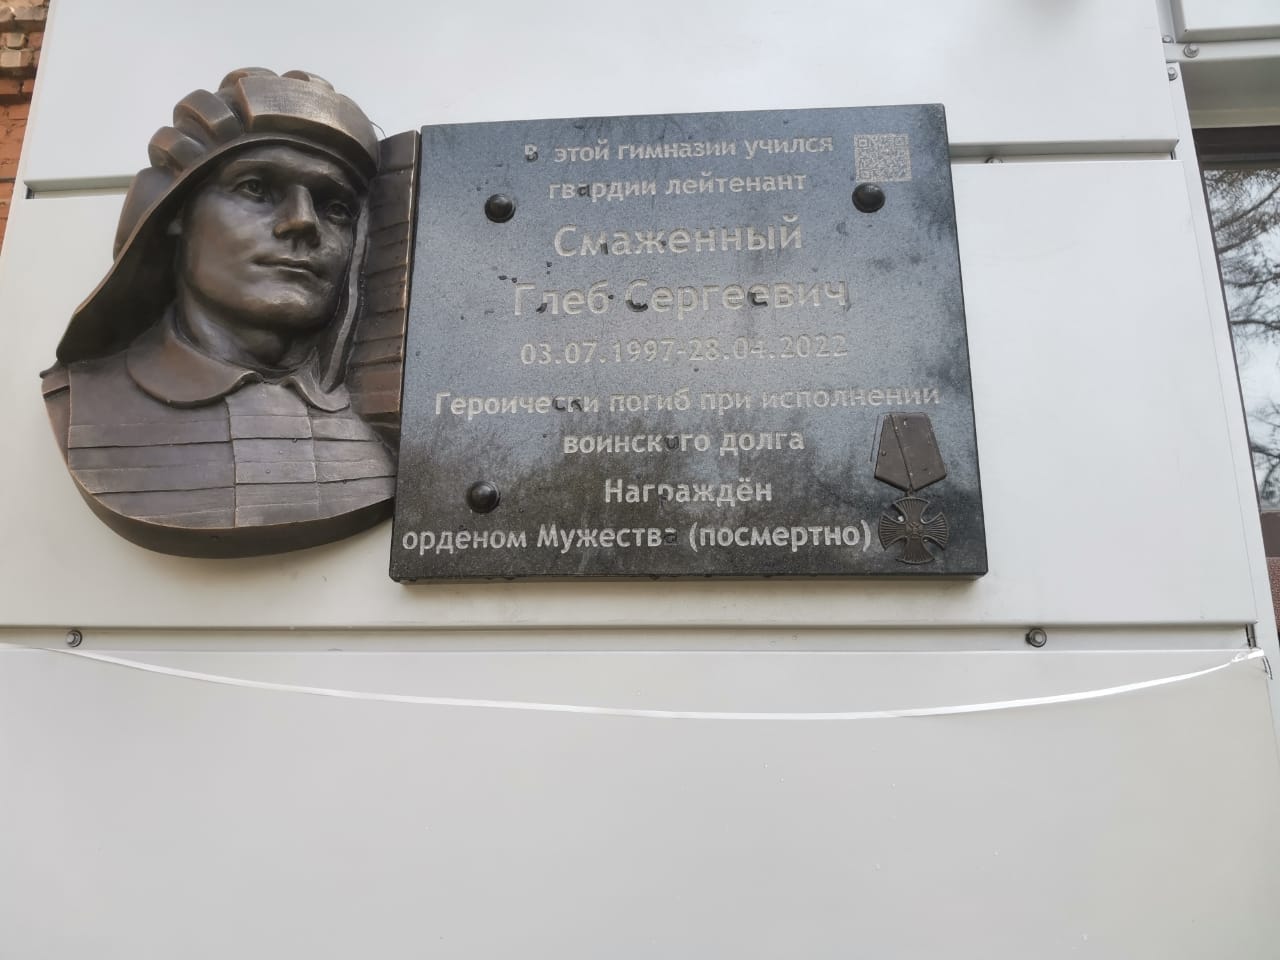 В этой гимназии учился
гвардии лейтенант
Смаженный
Глеб Сергеевич
03.07.1997-28.04.2022
Героически погиб при исполнении
воинского долга
Награждён
орденом Мужества (посмертно)